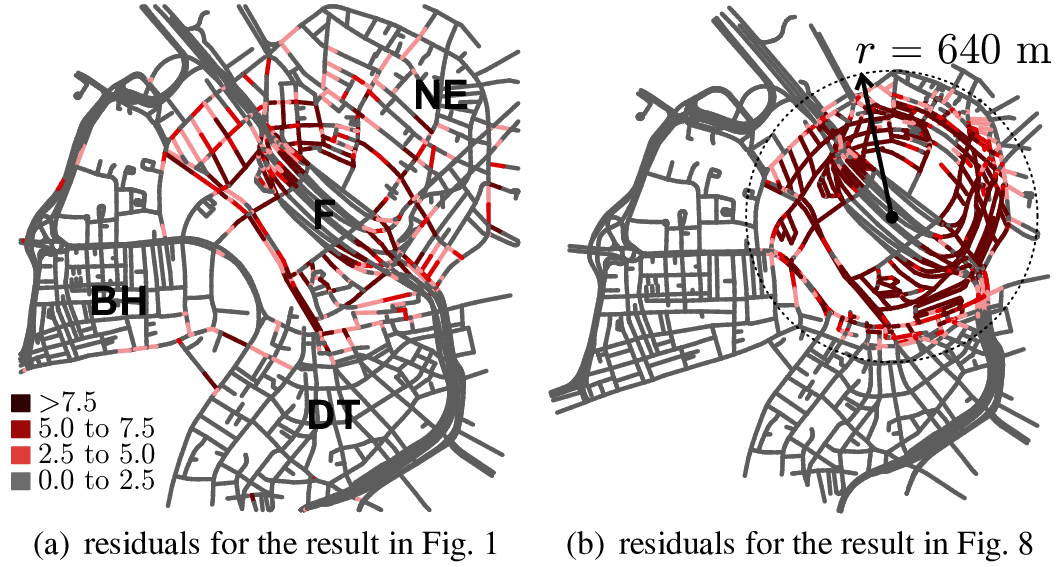 NE
F
BH
DT
>7.5
5.0 to 7.5
2.5 to 5.0
0.0 to 2.5
(a) residuals for the result in Fig. 1
r = 640 m
(b) residuals for the result in Fig. 8